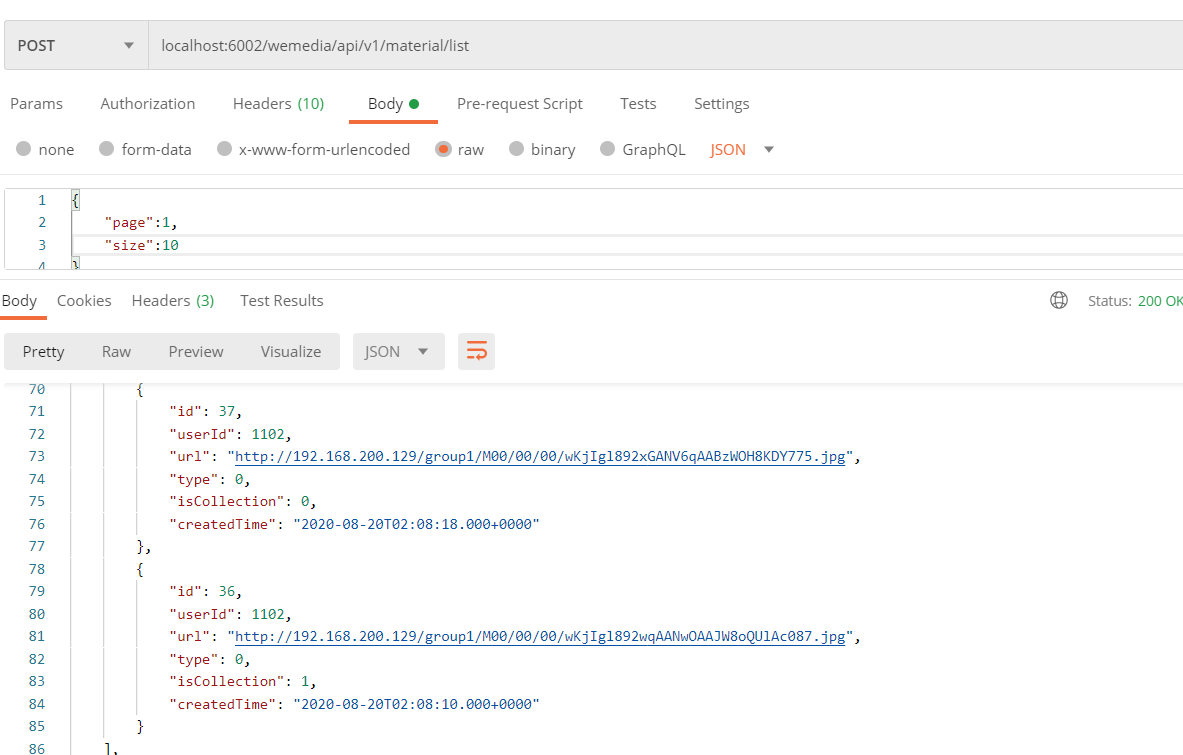 POST localhost:6002/wemedia/api/v1/material/list
Params Authorization Headers (10) Body Pre-request Script Tests Settings
none form-data x-www-form-urlencoded raw binary GraphQL JSON
1 {
2 "page":1,
3 "size":10
4 }
Body Cookies Headers (3) Test Results Status: 200 OK
Pretty Raw Preview Visualize JSON
70 {
71 "id": 37,
72 "userId": 1102,
73 "url": "http://192.168.200.129/group1/M00/00/00/wKjIgl892xGANV6qAABzWOH8KDY775.jpg",
74 "type": 0,
75 "isCollection": 0,
76 "createdTime": "2020-08-20T02:08:18.000+0000"
77 },
78 {
79 "id": 36,
80 "userId": 1102,
81 "url": "http://192.168.200.129/group1/M00/00/00/wKjIgl892wqAANwOAAJW8oQUlAc087.jpg",
82 "type": 0,
83 "isCollection": 1,
84 "createdTime": "2020-08-20T02:08:10.000+0000"
85 }
86 ],